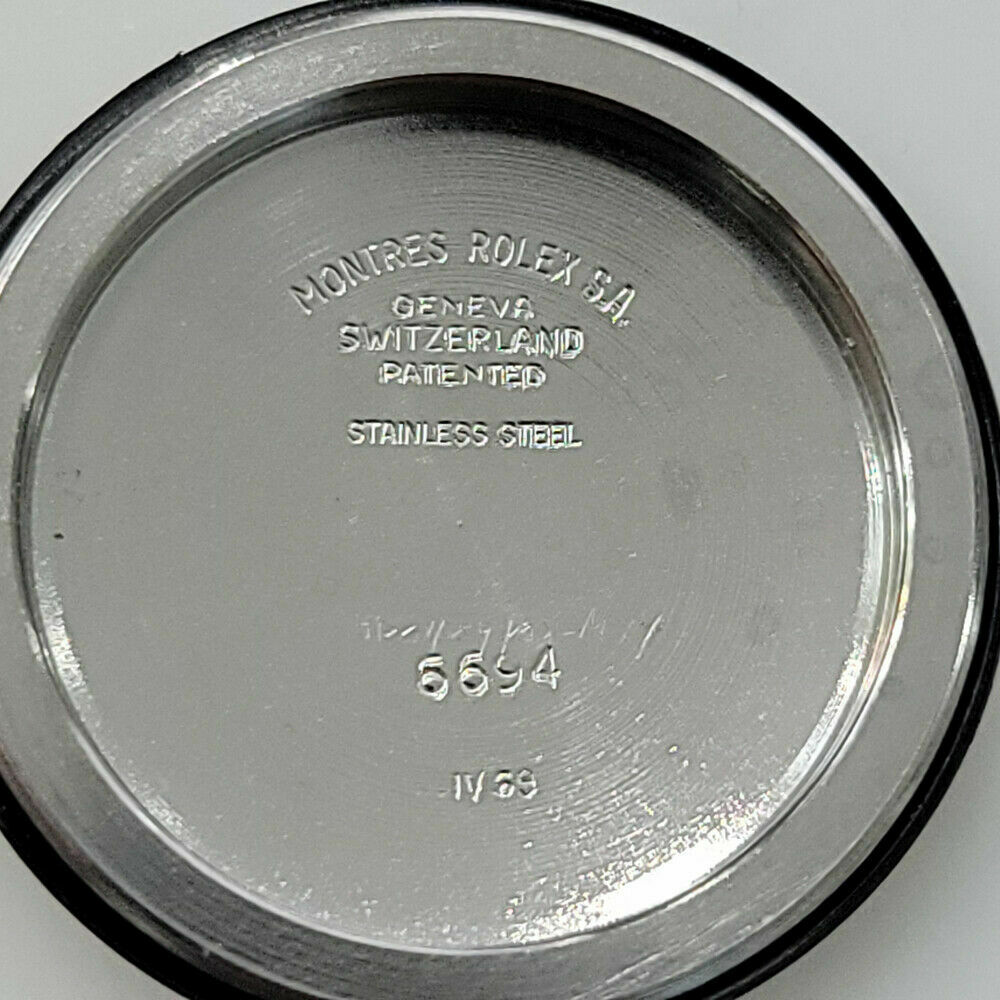 MONTRES ROLEX S.A.
GENEVA
SWITZERLAND
PATENTED
STAINLESS STEEL
6694
IV 69